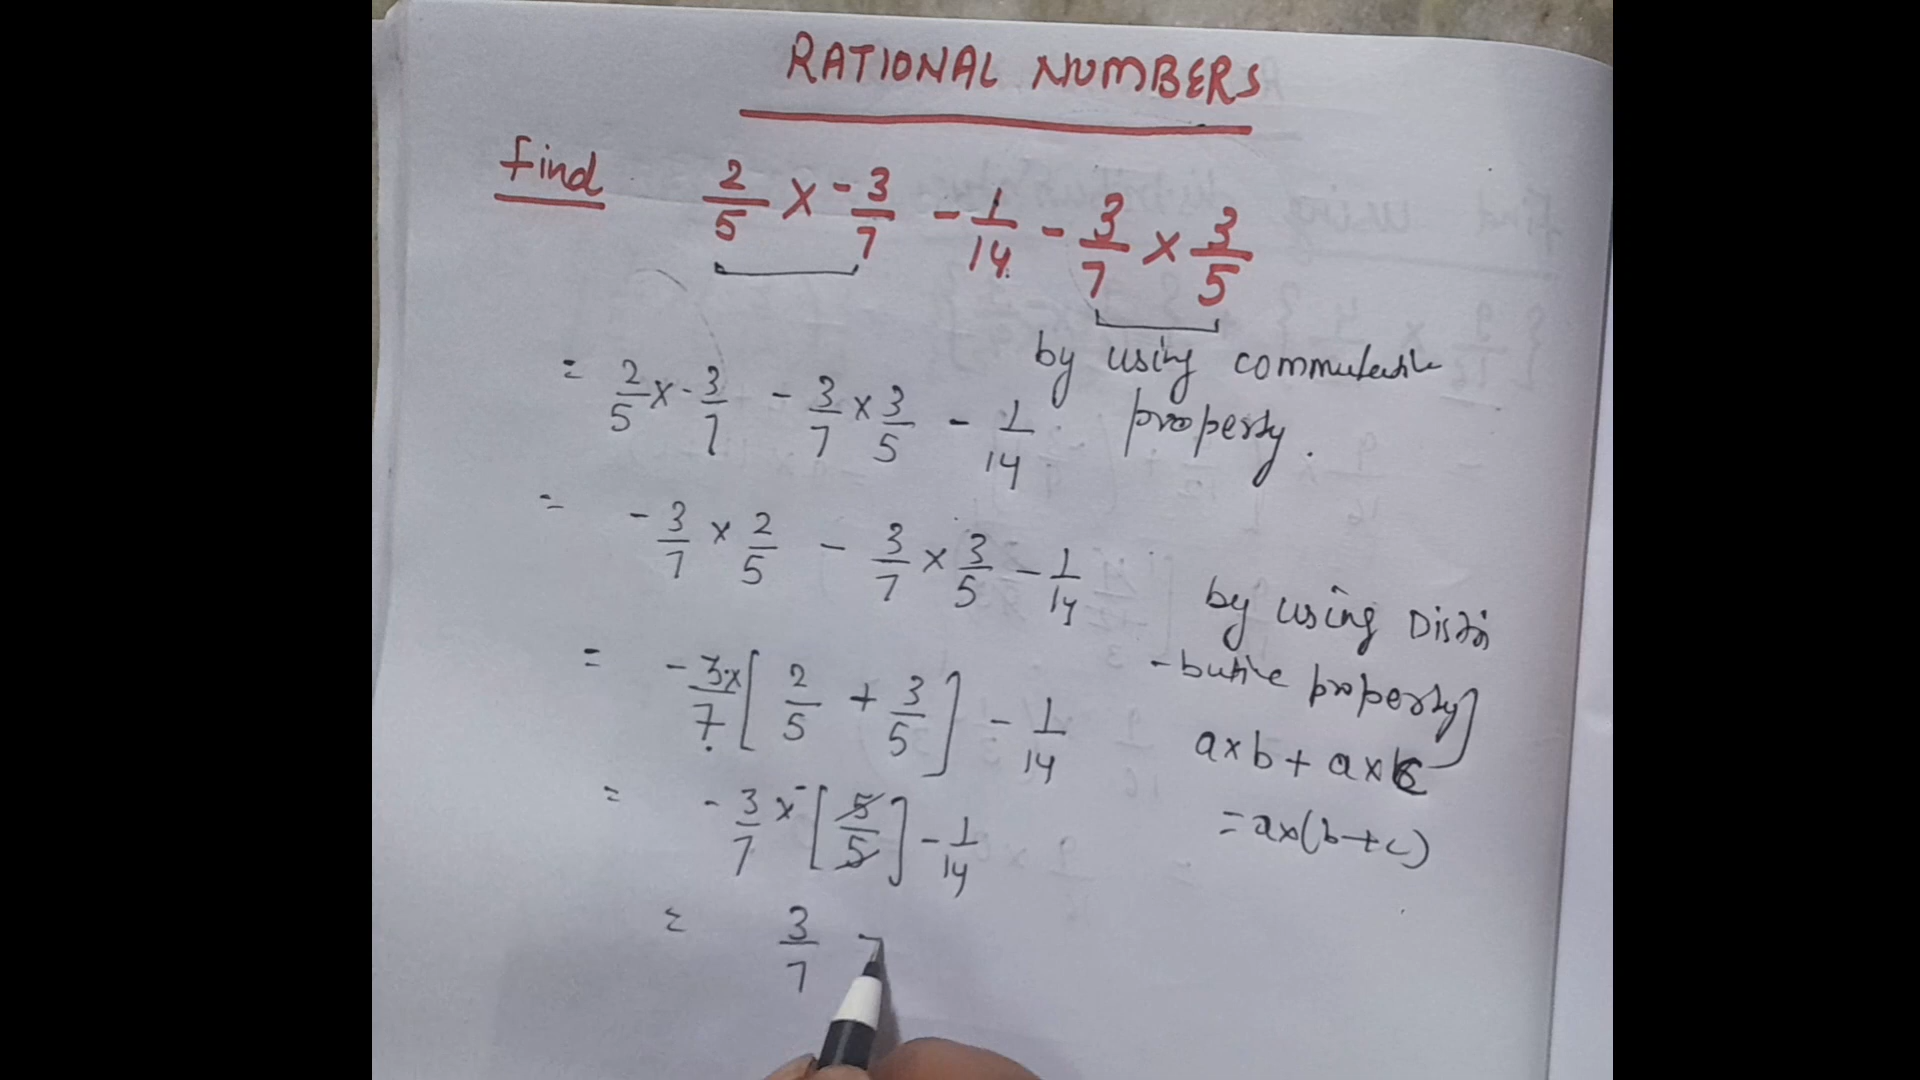 RATIONAL NUMBERS
find 2/5 x -3/7 - 1/14 - 3/7 x 3/5
by using commutative
= 2/5 x -3/7 - 3/7 x 3/5 - 1/14 property.
= -3/7 x 2/5 - 3/7 x 3/5 - 1/14 by using Distri
= -3/7 x [2/5 + 3/5] - 1/14 -butive property
axb + axc
= -3/7 x [5/5] - 1/14 = ax(b+c)
= 3/7 -